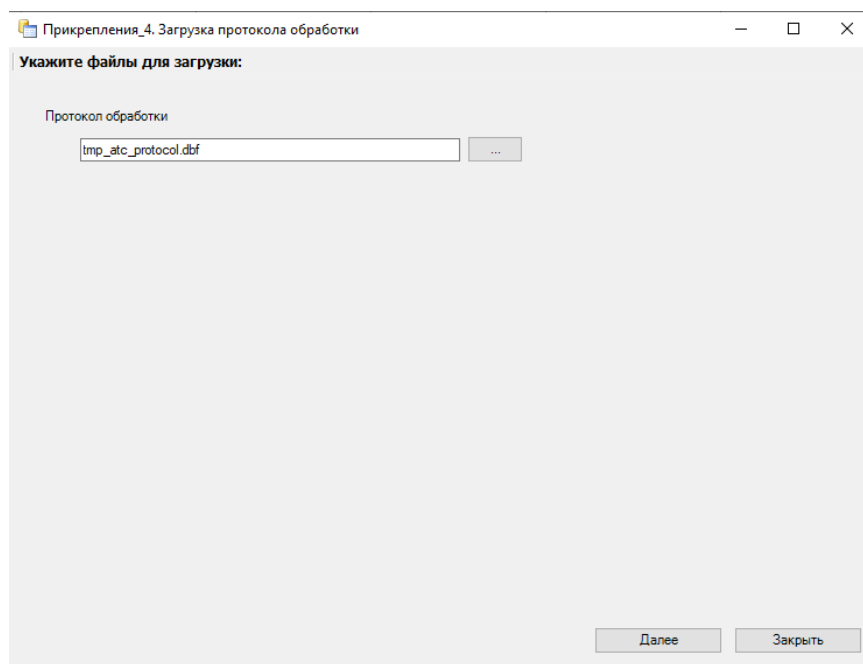 Прикрепления_4. Загрузка протокола обработки
Укажите файлы для загрузки:
Протокол обработки
tmp_atc_protocol.dbf
...
Далее
Закрыть